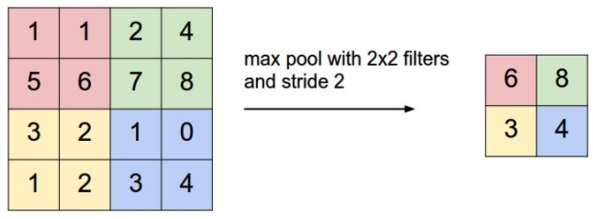 1 1 2 4
5 6 7 8
3 2 1 0
1 2 3 4
max pool with 2x2 filters
and stride 2
6 8
3 4